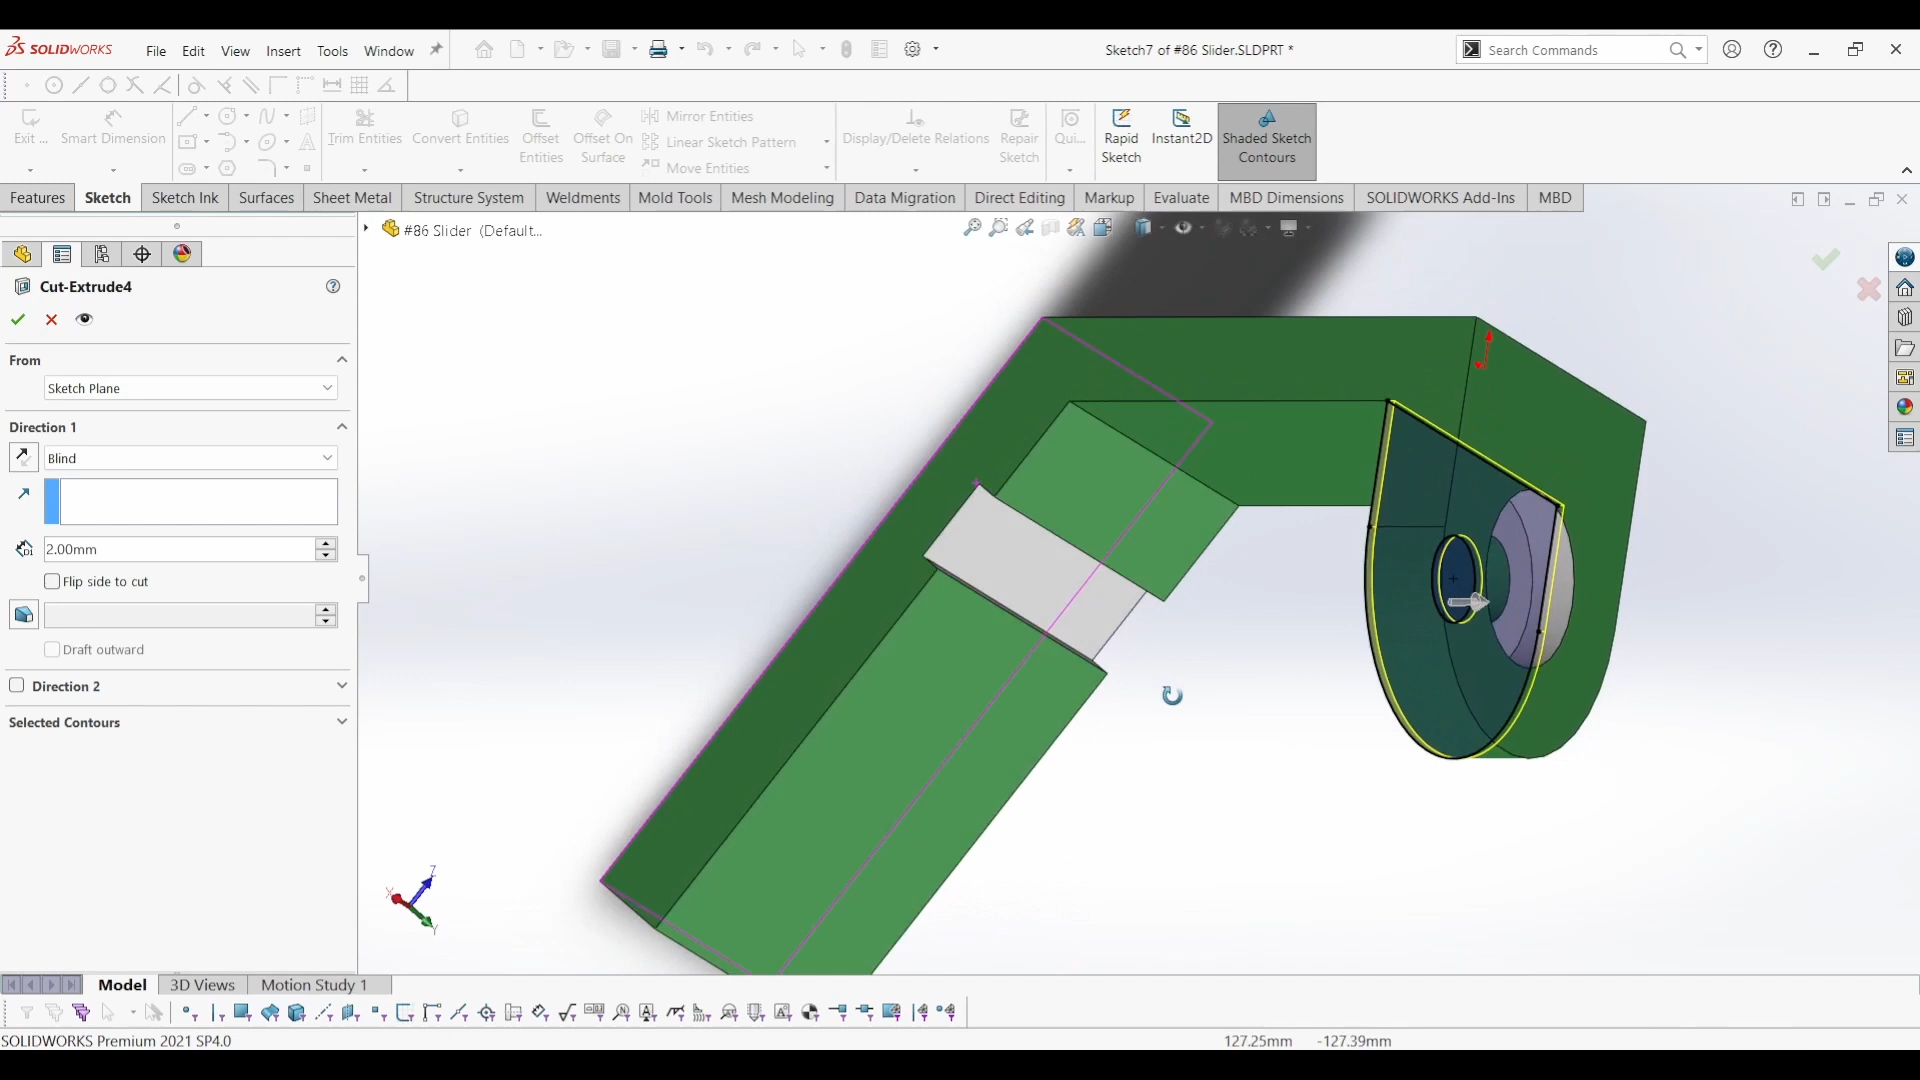 SOLIDWORKS File Edit View Insert Tools Window Sketch7 of #86 Slider.SLDPRT * Search Commands
Exit ... Smart Dimension Trim Entities Convert Entities Offset Entities Offset On Surface Mirror Entities Linear Sketch Pattern Move Entities Display/Delete Relations Repair Sketch Qui... Rapid Sketch Instant2D Shaded Sketch Contours
Features Sketch Sketch Ink Surfaces Sheet Metal Structure System Weldments Mold Tools Mesh Modeling Data Migration Direct Editing Markup Evaluate MBD Dimensions SOLIDWORKS Add-Ins MBD
#86 Slider (Default...
Cut-Extrude4
From
Sketch Plane
Direction 1
Blind
2.00mm
Flip side to cut
Draft outward
Direction 2
Selected Contours
Z
X
Y
Model 3D Views Motion Study 1
SOLIDWORKS Premium 2021 SP4.0 127.25mm -127.39mm